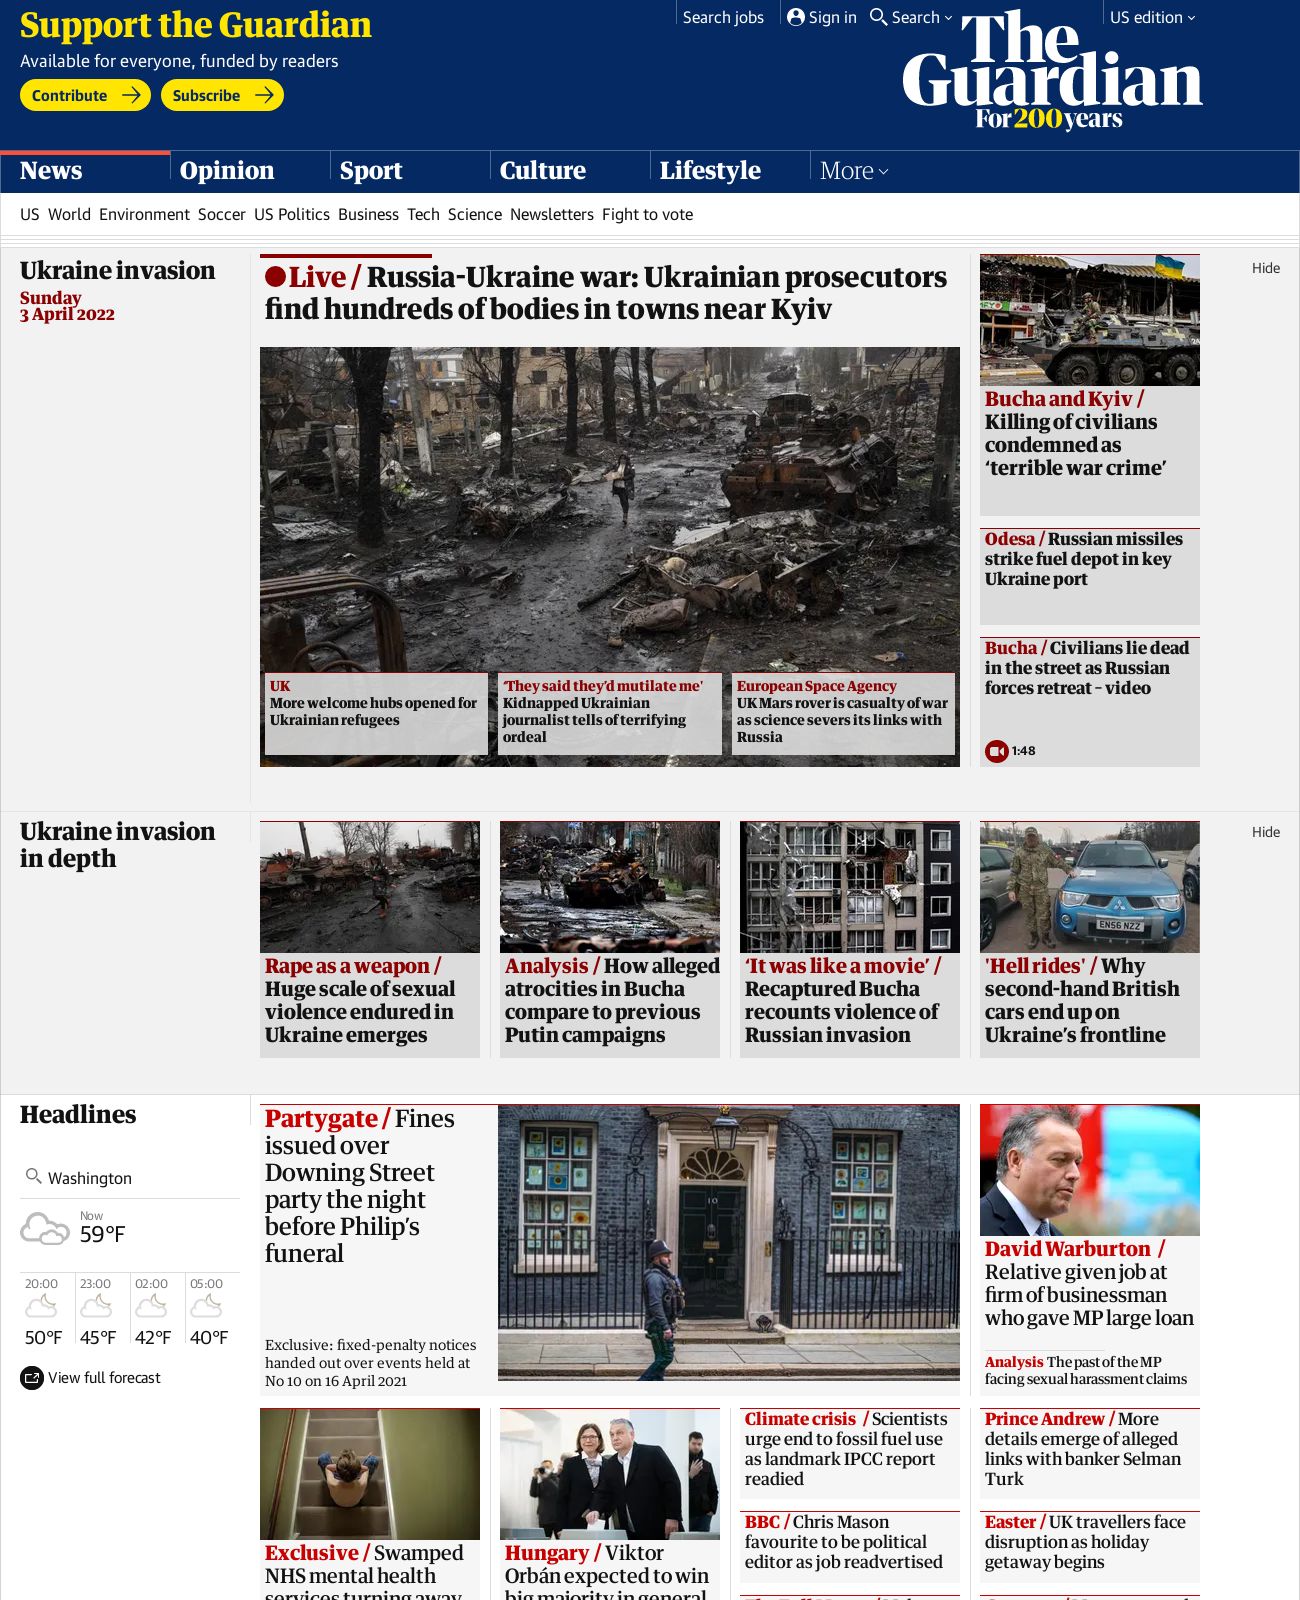 Support the Guardian
Available for everyone, funded by readers
Contribute
Subscribe
Search jobs
Sign in
Search
US edition
The
Guardian
For 200 years
News
Opinion
Sport
Culture
Lifestyle
More
US World Environment Soccer US Politics Business Tech Science Newsletters Fight to vote
Ukraine invasion
Sunday
3 April 2022
Live / Russia-Ukraine war: Ukrainian prosecutors
find hundreds of bodies in towns near Kyiv
UK
More welcome hubs opened for
Ukrainian refugees
‘They said they’d mutilate me'
Kidnapped Ukrainian
journalist tells of terrifying
ordeal
European Space Agency
UK Mars rover is casualty of war
as science severs its links with
Russia
Bucha and Kyiv /
Killing of civilians
condemned as
‘terrible war crime’
Odesa / Russian missiles
strike fuel depot in key
Ukraine port
Bucha / Civilians lie dead
in the street as Russian
forces retreat – video
1:48
Hide
Ukraine invasion
in depth
Rape as a weapon /
Huge scale of sexual
violence endured in
Ukraine emerges
Analysis / How alleged
atrocities in Bucha
compare to previous
Putin campaigns
‘It was like a movie’ /
Recaptured Bucha
recounts violence of
Russian invasion
EN56 NZZ
'Hell rides' / Why
second-hand British
cars end up on
Ukraine’s frontline
Hide
Headlines
Washington
Now
59°F
20:00 23:00 02:00 05:00
50°F 45°F 42°F 40°F
View full forecast
Partygate / Fines
issued over
Downing Street
party the night
before Philip’s
funeral
Exclusive: fixed-penalty notices
handed out over events held at
No 10 on 16 April 2021
10
David Warburton /
Relative given job at
firm of businessman
who gave MP large loan
Analysis The past of the MP
facing sexual harassment claims
Exclusive / Swamped
NHS mental health
services turning away
Hungary / Viktor
Orbán expected to win
big majority in general
Climate crisis / Scientists
urge end to fossil fuel use
as landmark IPCC report
readied
BBC / Chris Mason
favourite to be political
editor as job readvertised
Prince Andrew / More
details emerge of alleged
links with banker Selman
Turk
Easter / UK travellers face
disruption as holiday
getaway begins